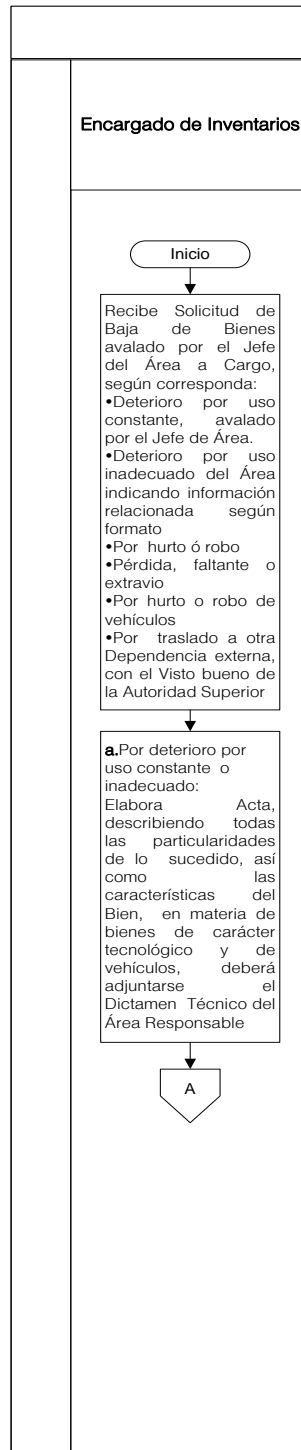 Encargado de Inventarios
Inicio
Recibe Solicitud de
Baja de Bienes
avalado por el Jefe
del Área a Cargo,
según corresponda:
•Deterioro por uso
constante, avalado
por el Jefe de Área.
•Deterioro por uso
inadecuado del Área
indicando información
relacionada según
formato
•Por hurto ó robo
•Pérdida, faltante o
extravio
•Por hurto o robo de
vehículos
•Por traslado a otra
Dependencia externa,
con el Visto bueno de
la Autoridad Superior
a.Por deterioro por
uso constante o
inadecuado:
Elabora Acta,
describiendo todas
las particularidades
de lo sucedido, así
como las
características del
Bien, en materia de
bienes de carácter
tecnológico y de
vehículos, deberá
adjuntarse el
Dictamen Técnico del
Área Responsable
A